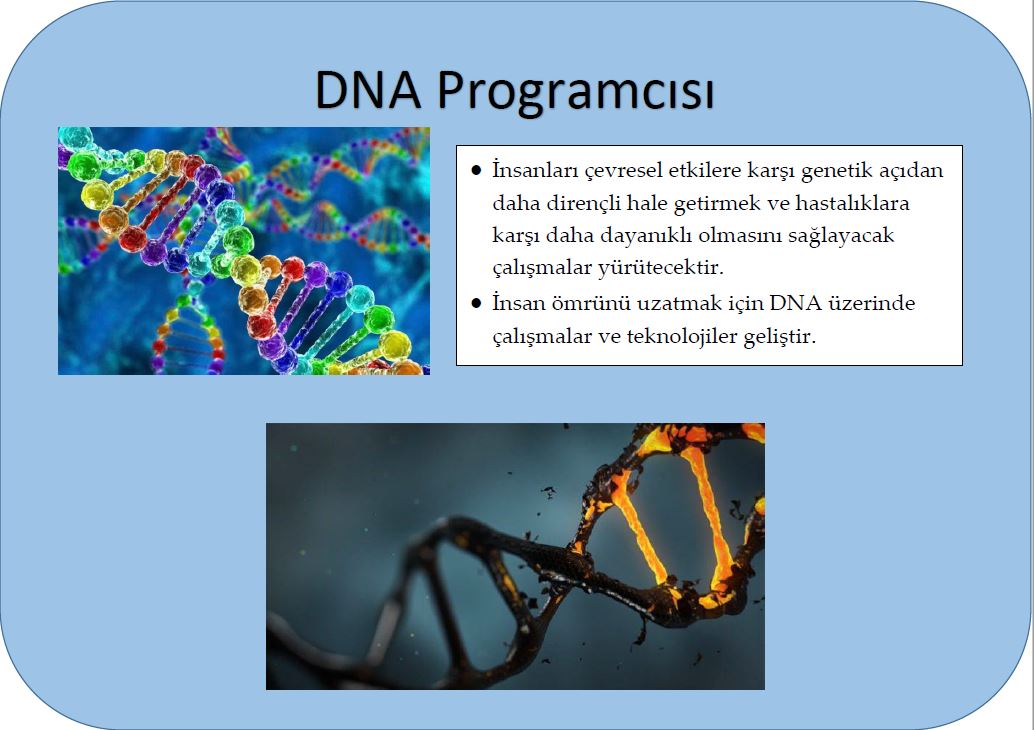 DNA Programcısı
● İnsanları çevresel etkilere karşı genetik açıdan
daha dirençli hale getirmek ve hastalıklara
karşı daha dayanıklı olmasını sağlayacak
çalışmalar yürütecektir.
● İnsan ömrünü uzatmak için DNA üzerinde
çalışmalar ve teknolojiler geliştir.